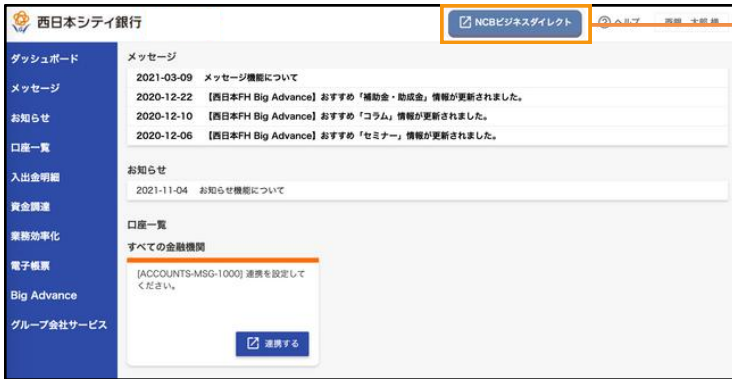 西日本シティ銀行
NCBビジネスダイレクト
ヘルプ
ダッシュボード
メッセージ
お知らせ
口座一覧
入出金明細
資金調達
業務効率化
電子帳票
Big Advance
グループ会社サービス
メッセージ
2021-03-09 メッセージ機能について
2020-12-22 【西日本FH Big Advance】おすすめ「補助金・助成金」情報が更新されました。
2020-12-10 【西日本FH Big Advance】おすすめ「コラム」情報が更新されました。
2020-12-06 【西日本FH Big Advance】おすすめ「セミナー」情報が更新されました。
お知らせ
2021-11-04 お知らせ機能について
口座一覧
すべての金融機関
[ACCOUNTS-MSG-1000] 連携を設定して
ください。
連携する